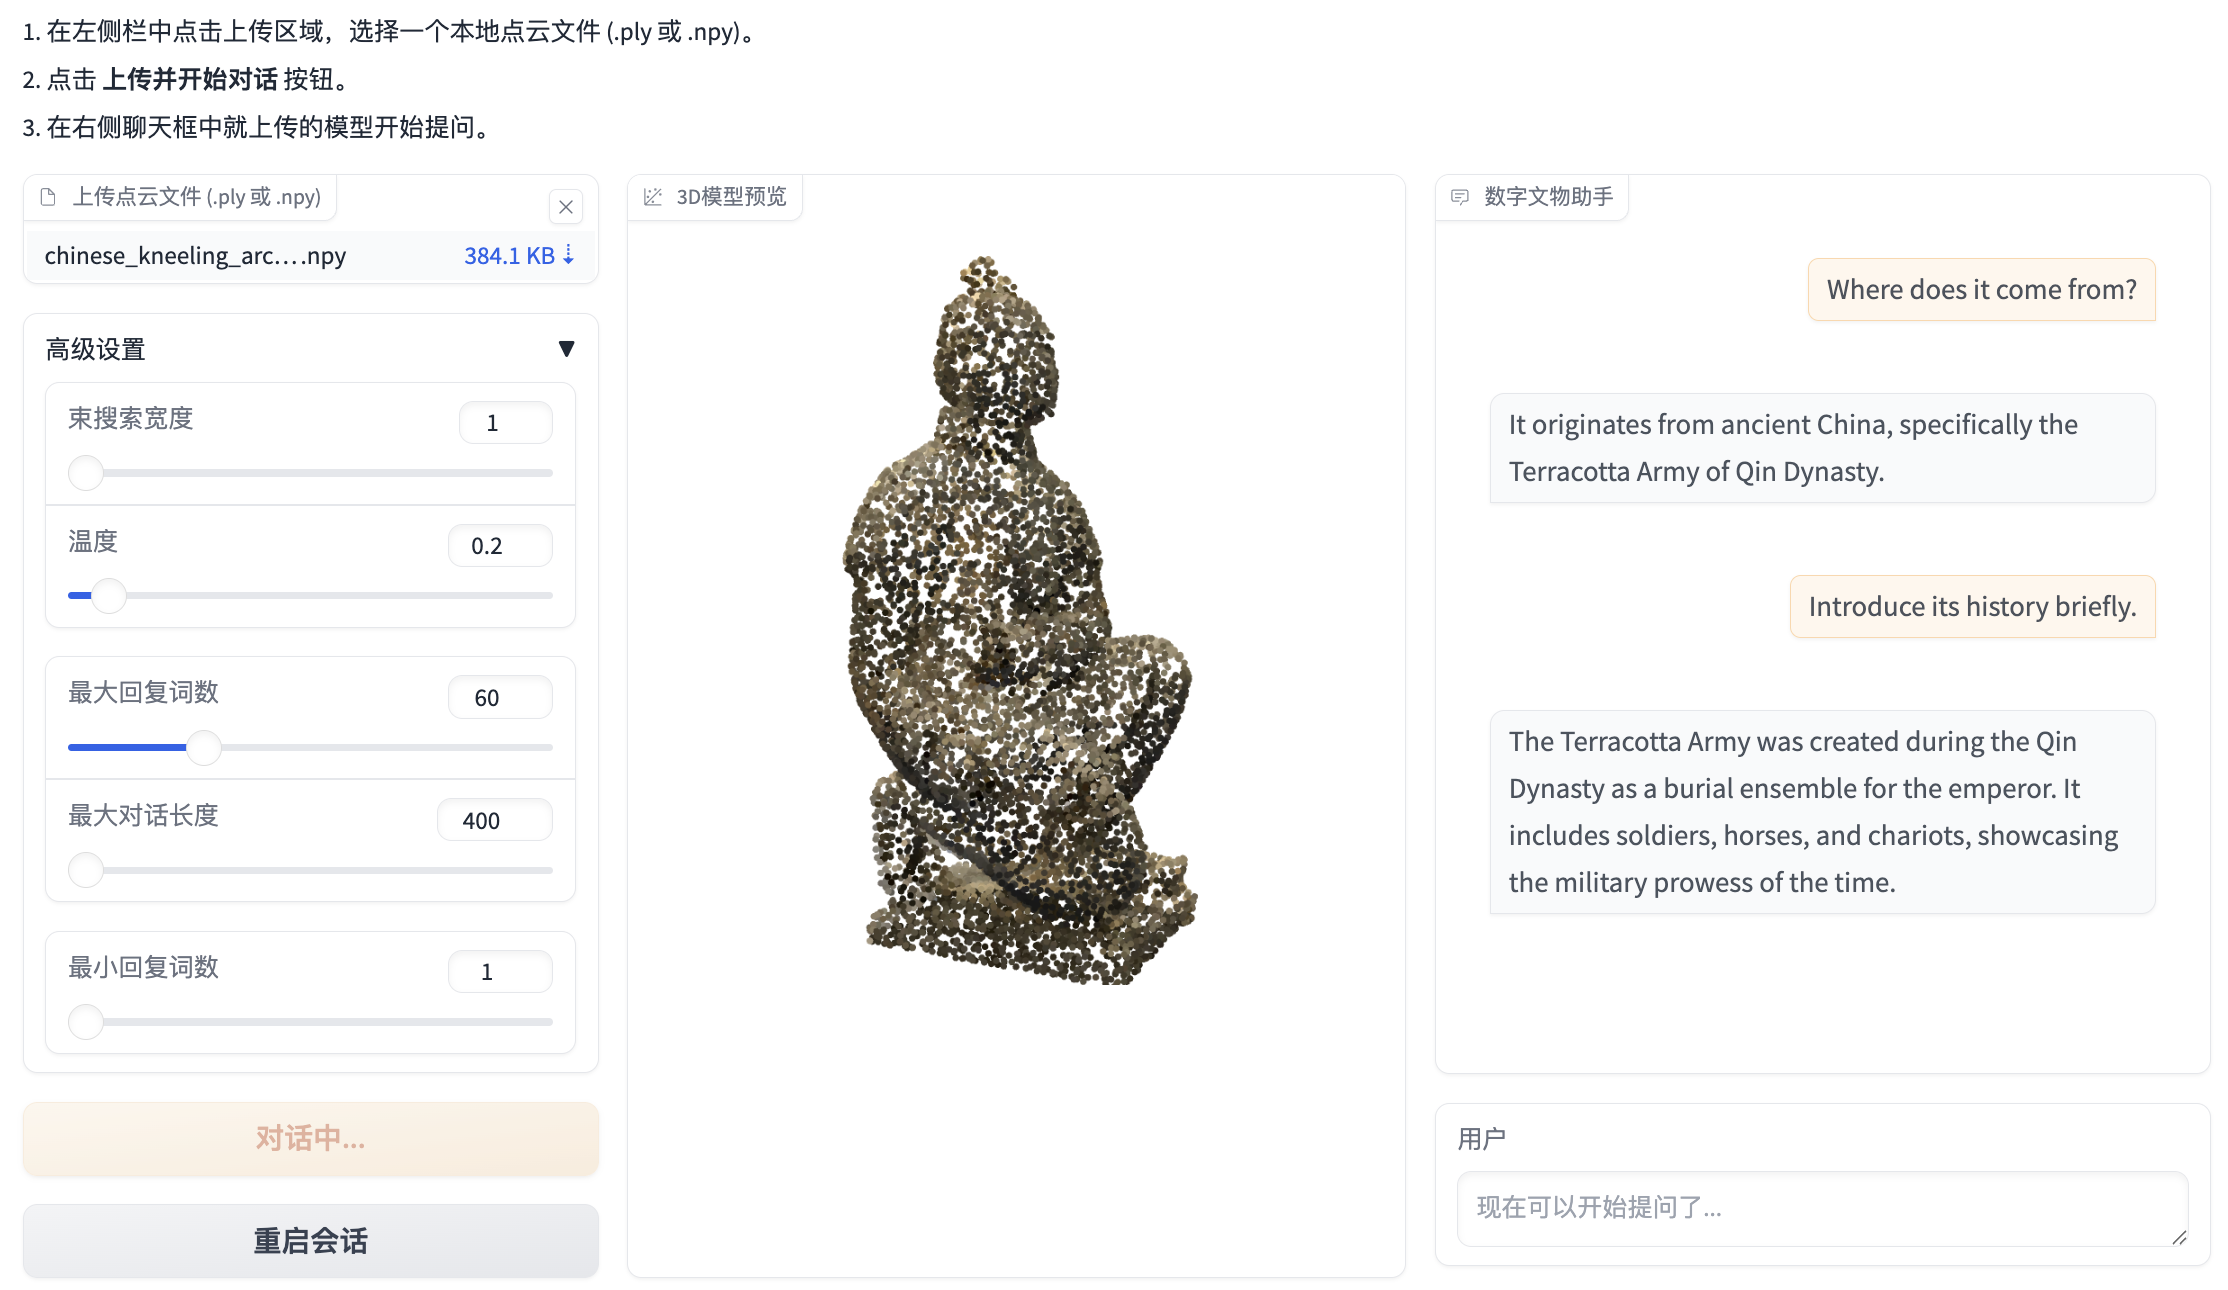 1. 在左侧栏中点击上传区域，选择一个本地点云文件 (.ply 或 .npy)。
2. 点击 上传并开始对话 按钮。
3. 在右侧聊天框中就上传的模型开始提问。
上传点云文件 (.ply 或 .npy)
chinese_kneeling_arc....npy 384.1 KB ⇣
高级设置 ▼
束搜索宽度 1
温度 0.2
最大回复词数 60
最大对话长度 400
最小回复词数 1
对话中...
重启会话
3D模型预览
数字文物助手
Where does it come from?
It originates from ancient China, specifically the
Terracotta Army of Qin Dynasty.
Introduce its history briefly.
The Terracotta Army was created during the Qin
Dynasty as a burial ensemble for the emperor. It
includes soldiers, horses, and chariots, showcasing
the military prowess of the time.
用户
现在可以开始提问了...